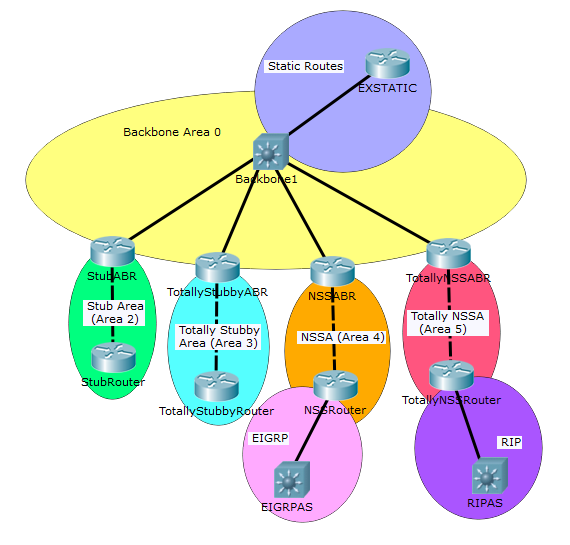 Static Routes
EXSTATIC
Backbone Area 0
Backbone1
StubABR
TotallyStubbyABR
NSSABR
TotallyNSSABR
Stub Area
(Area 2)
Totally Stubby
Area (Area 3)
NSSA (Area 4)
Totally NSSA
(Area 5)
StubRouter
TotallyStubbyRouter
NSSRouter
TotallyNSSRouter
EIGRP
RIP
EIGRPAS
RIPAS